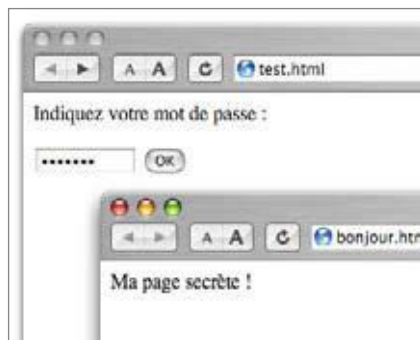 A A C test.html
Indiquez votre mot de passe :
••••••• OK
A A C bonjour.htm
Ma page secrète !